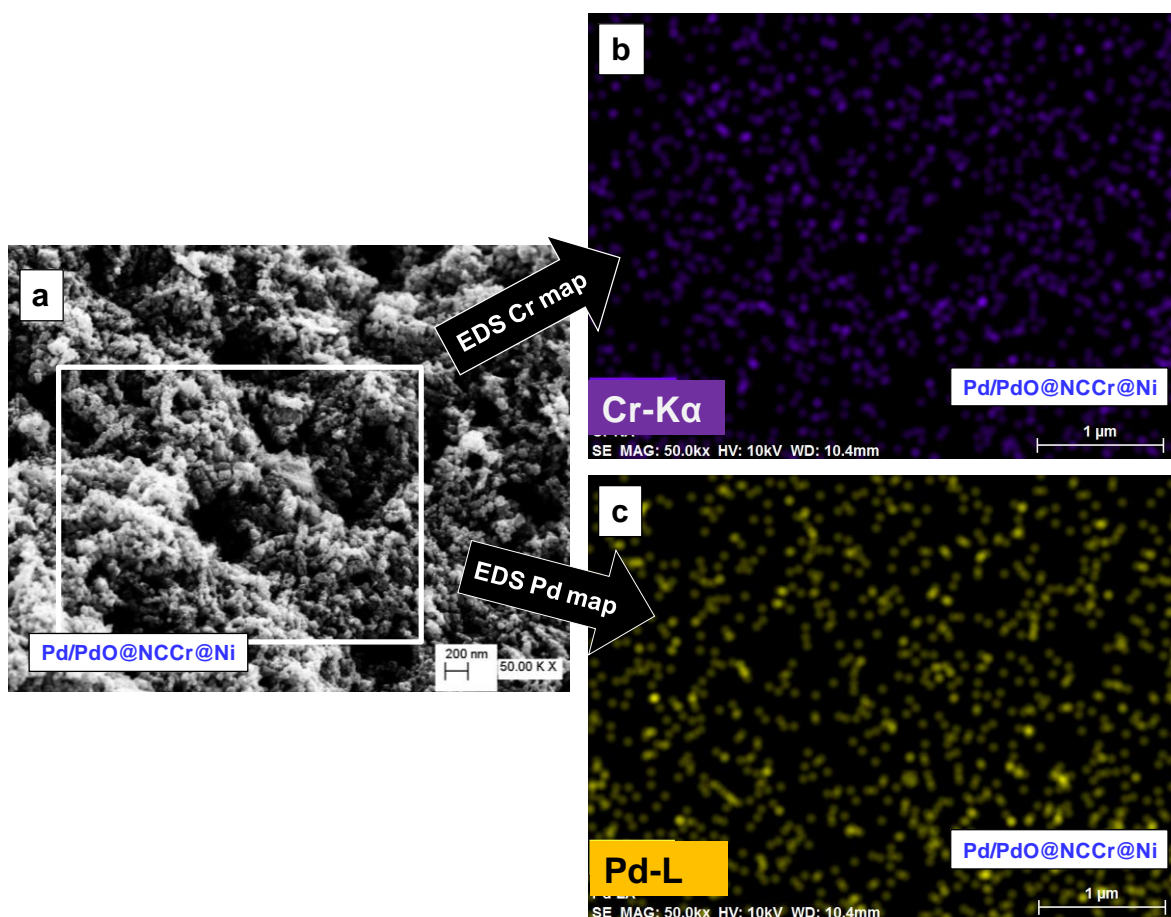 a
Pd/PdO@NCCr@Ni
200 nm
50.00 K X
EDS Cr map
EDS Pd map
b
Cr-Kα
Pd/PdO@NCCr@Ni
1 µm
SE MAG: 50.0kx HV: 10kV WD: 10.4mm
c
Pd-L
Pd/PdO@NCCr@Ni
1 µm
SE MAG: 50.0kx HV: 10kV WD: 10.4mm